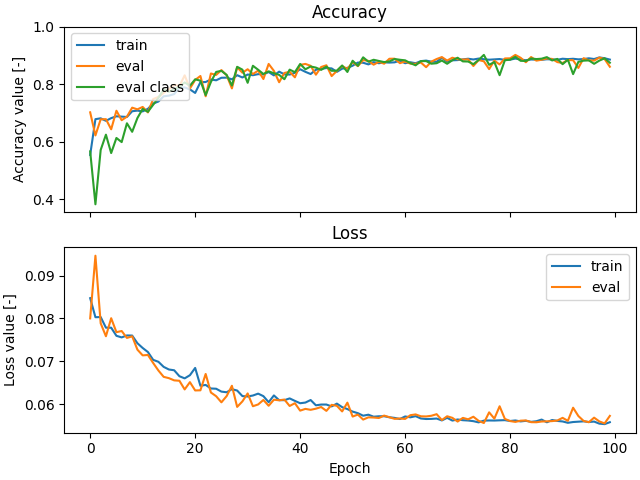 Accuracy
1.0
0.8
0.6
0.4
Accuracy value [-]
train
eval
eval class
Loss
0.09
0.08
0.07
0.06
Loss value [-]
train
eval
0 20 40 60 80 100
Epoch